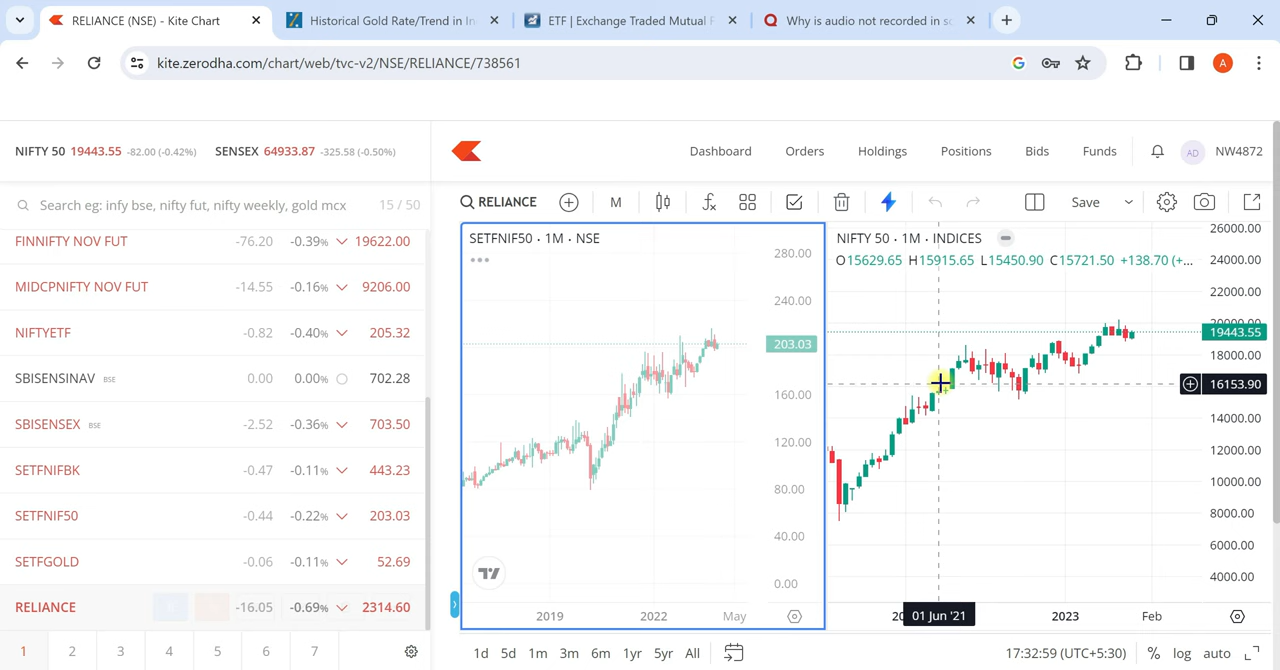 RELIANCE (NSE) - Kite Chart
Historical Gold Rate/Trend in In
ETF | Exchange Traded Mutual F
Why is audio not recorded in sc
kite.zerodha.com/chart/web/tvc-v2/NSE/RELIANCE/738561
A
NIFTY 50 19443.55 -82.00 (-0.42%) SENSEX 64933.87 -325.58 (-0.50%)
Dashboard Orders Holdings Positions Bids Funds AD NW4872
Search eg: infy bse, nifty fut, nifty weekly, gold mcx 15 / 50
RELIANCE M Save
FINNIFTY NOV FUT -76.20 -0.39% 19622.00
MIDCPNIFTY NOV FUT -14.55 -0.16% 9206.00
NIFTYETF -0.82 -0.40% 205.32
SBISENSINAV BSE 0.00 0.00% 702.28
SBISENSEX BSE -2.52 -0.36% 703.50
SETFNIFBK -0.47 -0.11% 443.23
SETFNIF50 -0.44 -0.22% 203.03
SETFGOLD -0.06 -0.11% 52.69
RELIANCE -16.05 -0.69% 2314.60
1 2 3 4 5 6 7
SETFNIF50 · 1M · NSE
280.00
240.00
203.03
160.00
120.00
80.00
40.00
0.00
2019 2022 May
NIFTY 50 · 1M · INDICES
O15629.65 H15915.65 L15450.90 C15721.50 +138.70 (+...
26000.00
24000.00
22000.00
20000.00
19443.55
18000.00
16153.90
14000.00
12000.00
10000.00
8000.00
6000.00
4000.00
20 01 Jun '21 2023 Feb
1d 5d 1m 3m 6m 1yr 3yr 5yr All 17:32:59 (UTC+5:30) % log auto